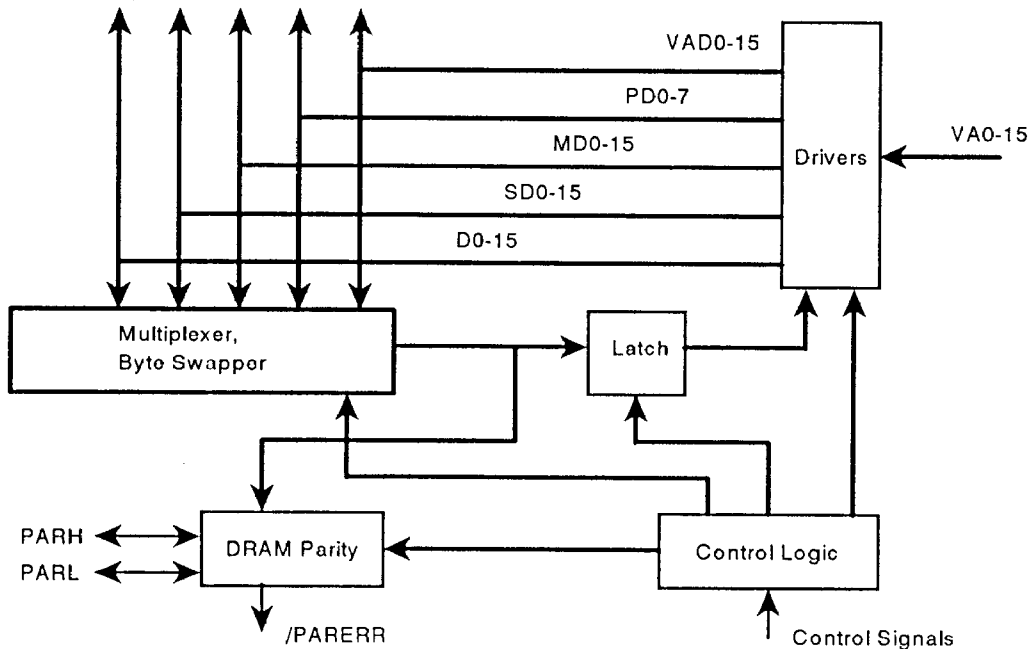 VAD0-15
PD0-7
MD0-15
SD0-15
D0-15
Drivers
VA0-15
Multiplexer,
Byte Swapper
Latch
PARH
PARL
DRAM Parity
Control Logic
/PARERR
Control Signals